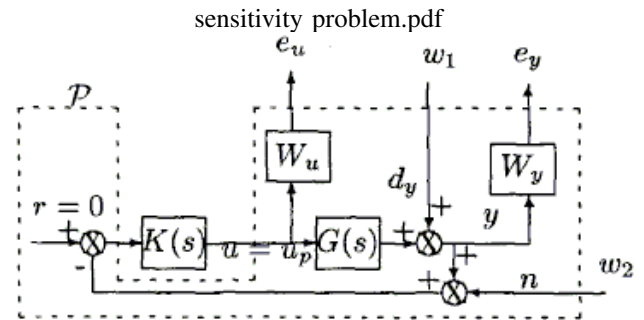 sensitivity problem.pdf
e_u
w_1
e_y
P
W_u
W_y
d_y
+
r = 0
+
K(s)
u = u_p
G(s)
+
y
+
-
+
n
w_2